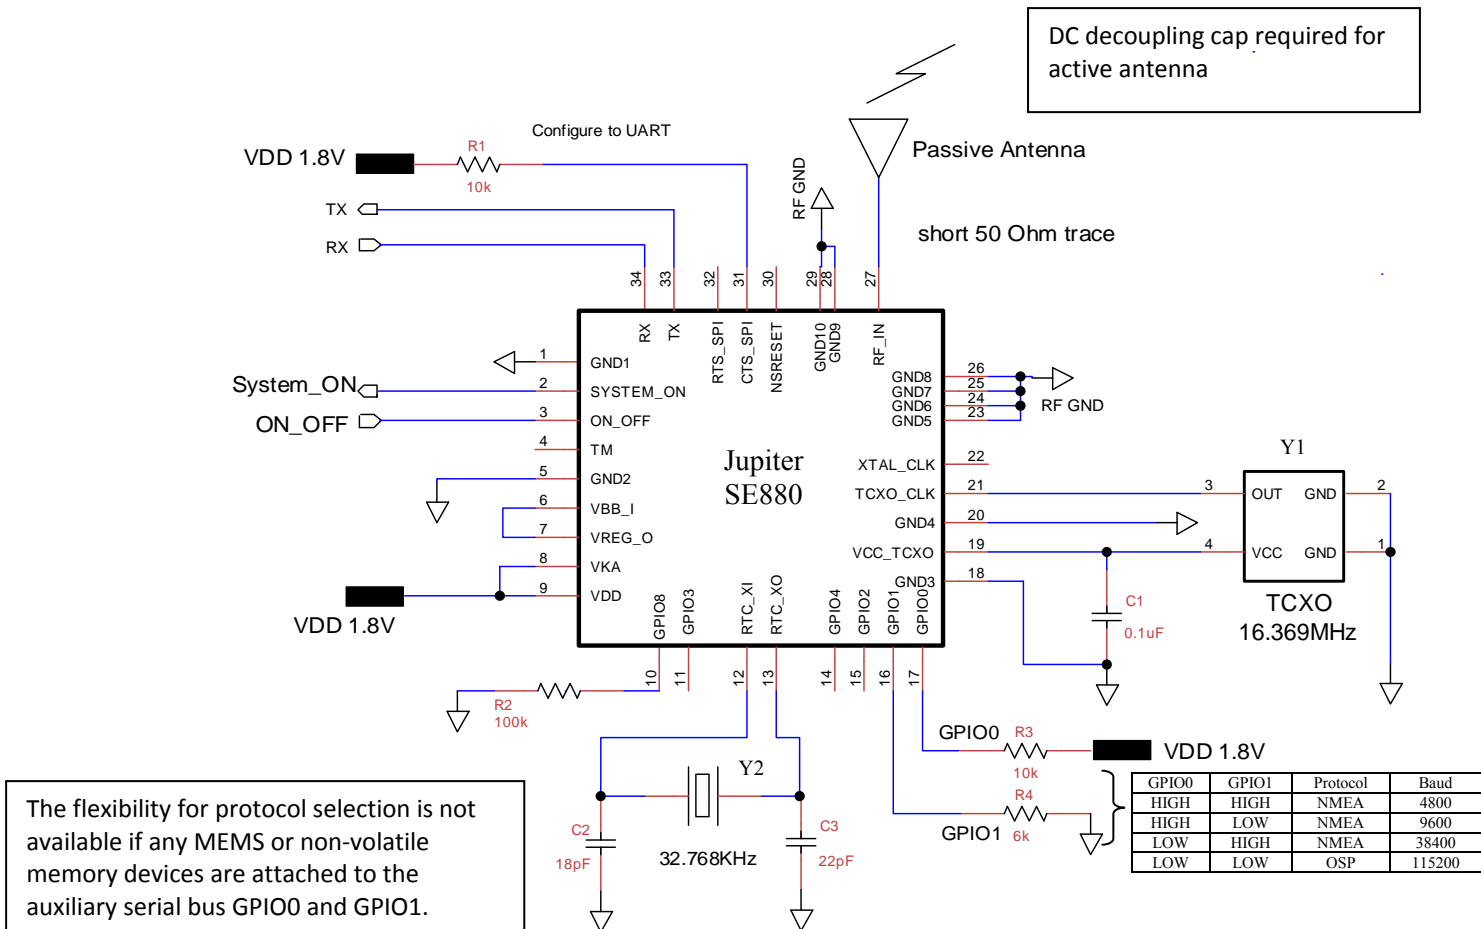 DC decoupling cap required for
active antenna
Configure to UART
VDD 1.8V
R1
10k
TX
RX
RF GND
Passive Antenna
short 50 Ohm trace
34
33
32
31
30
29
28
27
RX
TX
RTS_SPI
CTS_SPI
NSRESET
GND10
GND9
RF_IN
1 GND1
System_ON 2 SYSTEM_ON
ON_OFF 3 ON_OFF
4 TM
5 GND2
6 VBB_I
7 VREG_O
8 VKA
9 VDD
VDD 1.8V
Jupiter
SE880
GND8 26
GND7 25
GND6 24
GND5 23
RF GND
XTAL_CLK 22
TCXO_CLK 21
GND4 20
VCC_TCXO 19
GND3 18
Y1
3 OUT GND 2
4 VCC GND 1
TCXO
16.369MHz
C1
0.1uF
GPIO8
GPIO3
RTC_XI
RTC_XO
GPIO4
GPIO2
GPIO1
GPIO0
10
11
12
13
14
15
16
17
R2
100k
Y2
32.768KHz
C2
18pF
C3
22pF
GPIO0
R3
10k
VDD 1.8V
GPIO1
R4
6k
GPIO0 GPIO1 Protocol Baud
HIGH HIGH NMEA 4800
HIGH LOW NMEA 9600
LOW HIGH NMEA 38400
LOW LOW OSP 115200
The flexibility for protocol selection is not
available if any MEMS or non-volatile
memory devices are attached to the
auxiliary serial bus GPIO0 and GPIO1.